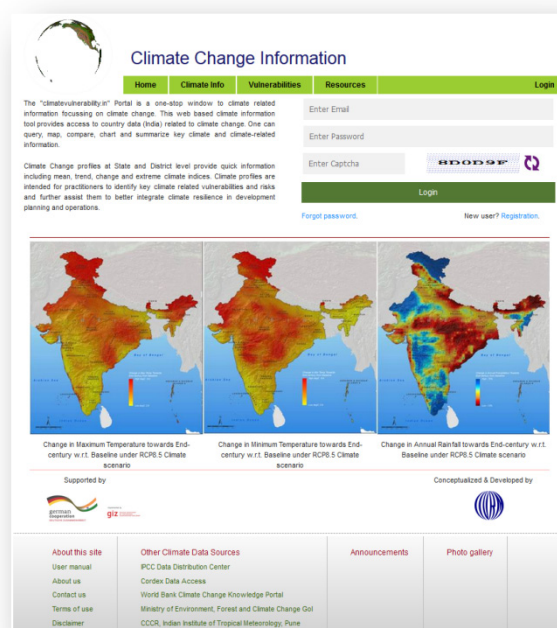 Climate Change Information
Home Climate Info Vulnerabilities Resources Login
The "climatevulnerability.in" Portal is a one-stop window to climate related
information focussing on climate change. This web based climate information
tool provides access to country data (India) related to climate change. One can
query, map, compare, chart and summarize key climate and climate-related
information.
Climate Change profiles at State and District level provide quick information
including mean, trend, change and extreme climate indices. Climate profiles are
intended for practitioners to identify key climate related vulnerabilities and risks
and further assist them to better integrate climate resilience in development
planning and operations.
Enter Email
Enter Password
Enter Captcha 8D0D9F
Login
Forgot password. New user? Registration.
Bay of Bengal
Bay of Bengal
Bay of Bengal
Change in Maximum Temperature towards End-
century w.r.t. Baseline under RCP8.5 Climate
scenario
Change in Minimum Temperature towards End-
century w.r.t. Baseline under RCP8.5 Climate
scenario
Change in Annual Rainfall towards End-century w.r.t.
Baseline under RCP8.5 Climate scenario
Supported by
german
cooperation
giz
Conceptualized & Developed by
About this site
User manual
About us
Contact us
Terms of use
Disclaimer
Other Climate Data Sources
IPCC Data Distribution Center
Cordex Data Access
World Bank Climate Change Knowledge Portal
Ministry of Environment, Forest and Climate Change GoI
CCCR, Indian Institute of Tropical Meteorology, Pune
Announcements
Photo gallery